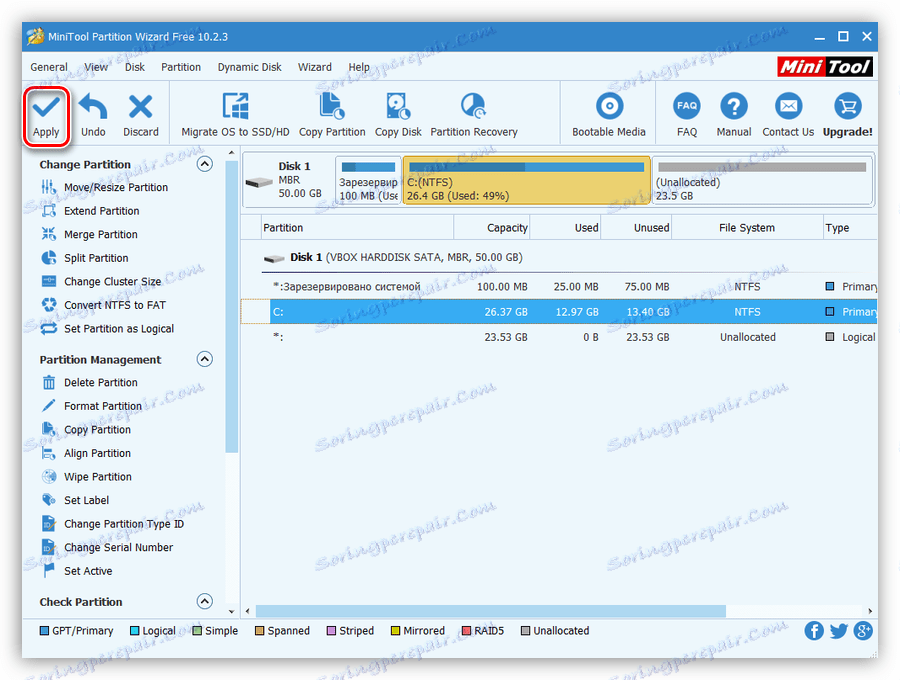 MiniTool Partition Wizard Free 10.2.3
General View Disk Partition Dynamic Disk Wizard Help
Mini Tool
Apply Undo Discard Migrate OS to SSD/HD Copy Partition Copy Disk Partition Recovery Bootable Media FAQ FAQ Manual Contact Us Upgrade!
Change Partition
Move/Resize Partition
Extend Partition
Merge Partition
Split Partition
Change Cluster Size
Convert NTFS to FAT
Set Partition as Logical
Partition Management
Delete Partition
Format Partition
Copy Partition
Align Partition
Wipe Partition
Set Label
Change Partition Type ID
Change Serial Number
Set Active
Check Partition
Disk 1
MBR
50.00 GB
Зарезервир
100 MB (Use
C:(NTFS)
26.4 GB (Used: 49%)
(Unallocated)
23.5 GB
Partition Capacity Used Unused File System Type
Disk 1 (VBOX HARDDISK SATA, MBR, 50.00 GB)
*:Зарезервировано системой 100.00 MB 25.00 MB 75.00 MB NTFS Primary
C: 26.37 GB 12.97 GB 13.40 GB NTFS Primary
*: 23.53 GB 0 B 23.53 GB Unallocated Logical
GPT/Primary Logical Simple Spanned Striped Mirrored RAID5 Unallocated
Soringperepair.Com